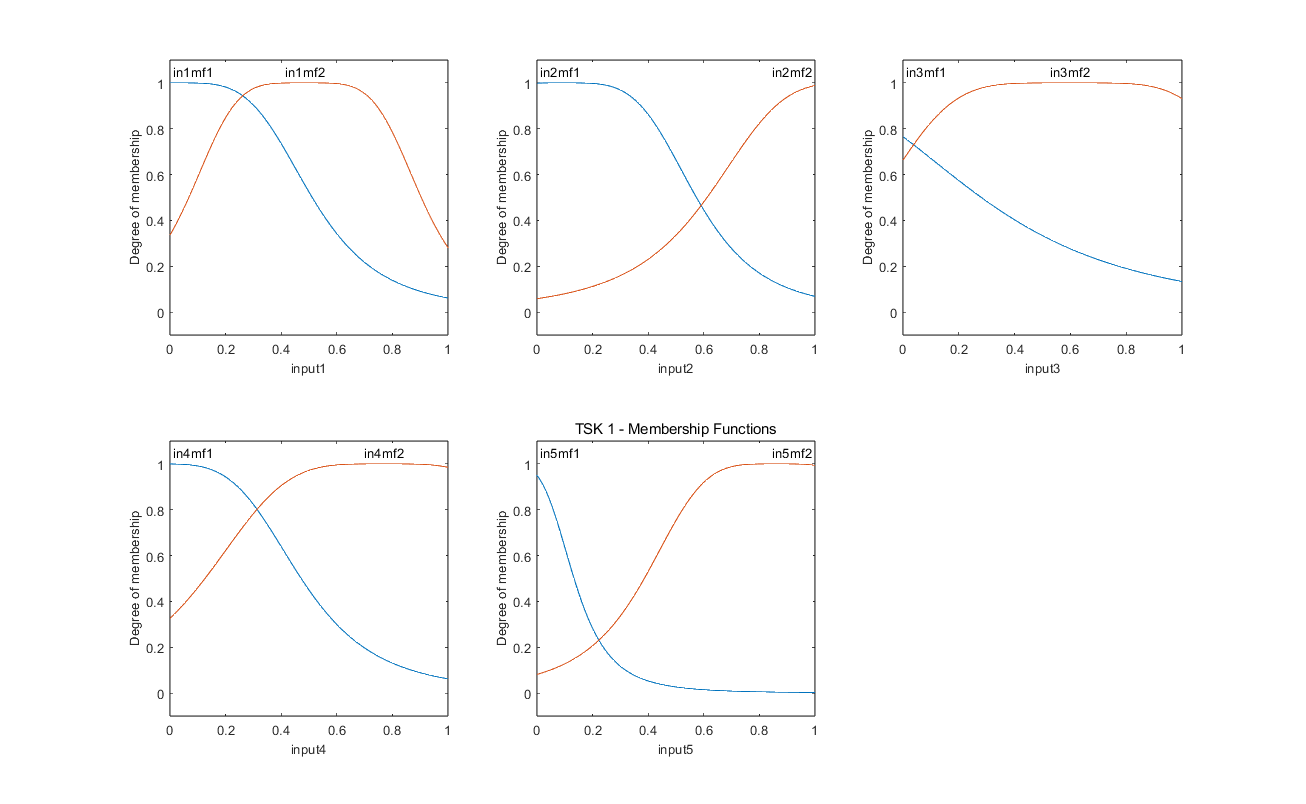 in1mf1 in1mf2
1
0.8
0.6
0.4
0.2
0
Degree of membership
0 0.2 0.4 0.6 0.8 1
input1
in2mf1 in2mf2
1
0.8
0.6
0.4
0.2
0
Degree of membership
0 0.2 0.4 0.6 0.8 1
input2
in3mf1 in3mf2
1
0.8
0.6
0.4
0.2
0
Degree of membership
0 0.2 0.4 0.6 0.8 1
input3
in4mf1 in4mf2
1
0.8
0.6
0.4
0.2
0
Degree of membership
0 0.2 0.4 0.6 0.8 1
input4
TSK 1 - Membership Functions
in5mf1 in5mf2
1
0.8
0.6
0.4
0.2
0
Degree of membership
0 0.2 0.4 0.6 0.8 1
input5